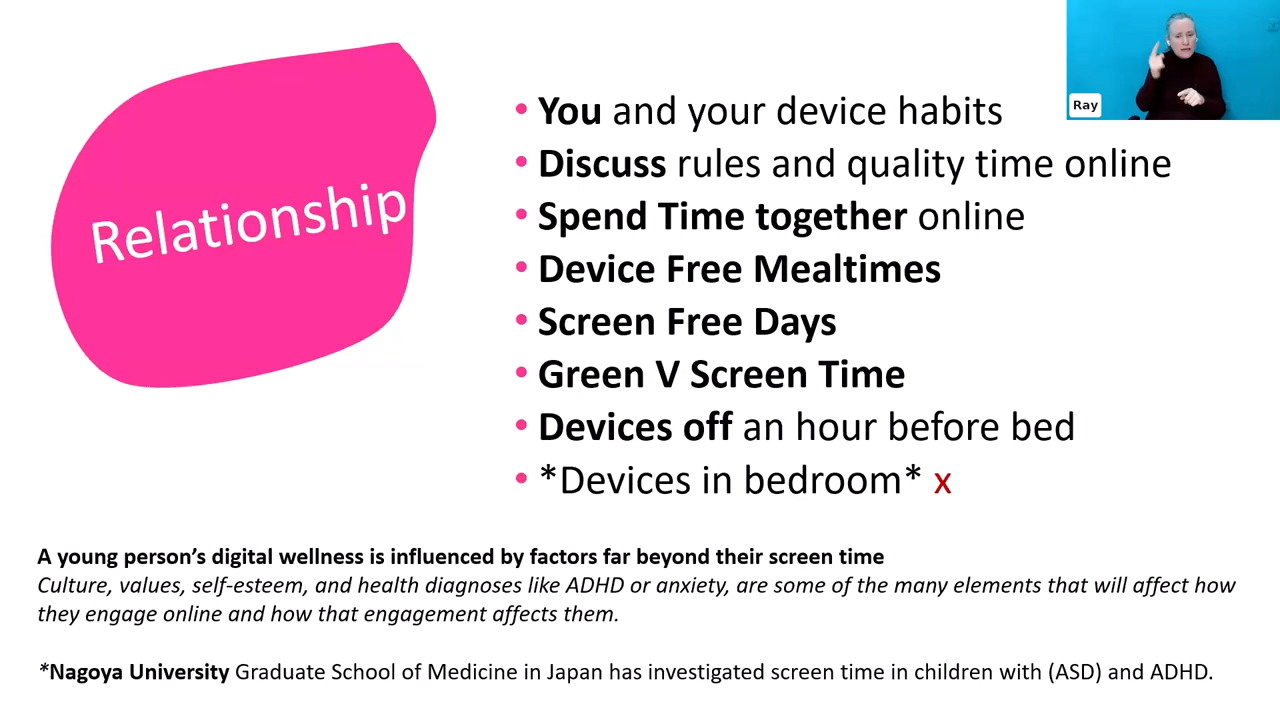 Relationship
• You and your device habits
• Discuss rules and quality time online
• Spend Time together online
• Device Free Mealtimes
• Screen Free Days
• Green V Screen Time
• Devices off an hour before bed
• *Devices in bedroom* x
Ray
A young person’s digital wellness is influenced by factors far beyond their screen time
Culture, values, self-esteem, and health diagnoses like ADHD or anxiety, are some of the many elements that will affect how
they engage online and how that engagement affects them.
*Nagoya University Graduate School of Medicine in Japan has investigated screen time in children with (ASD) and ADHD.